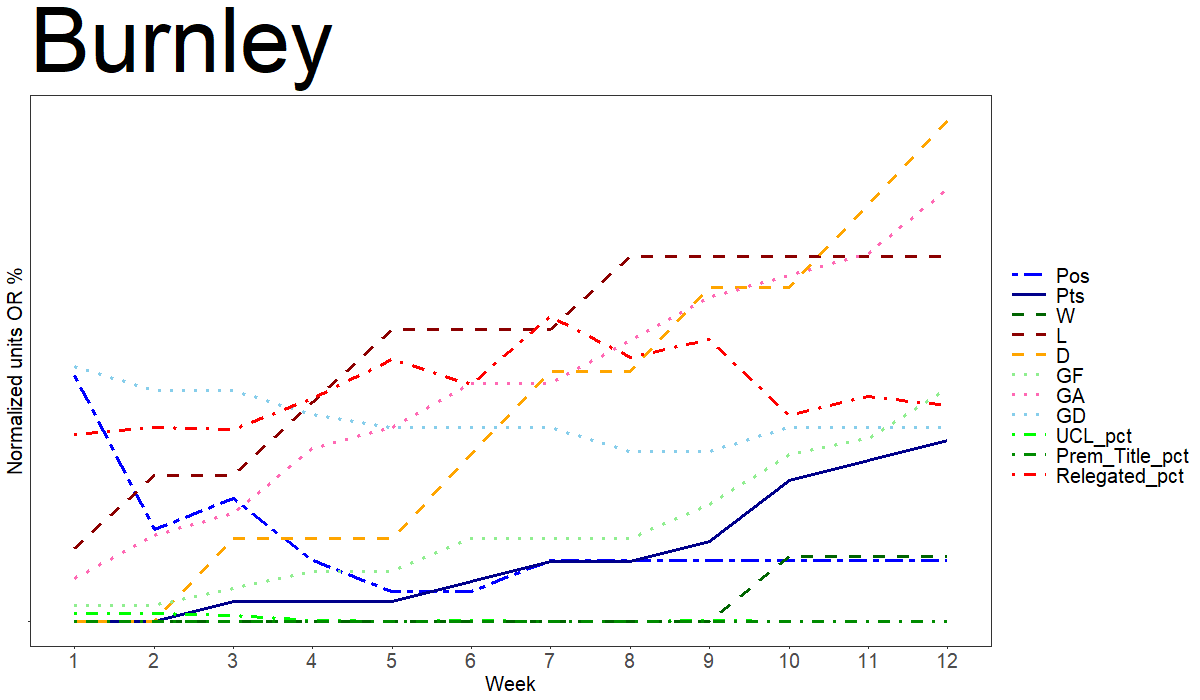 Burnley
Normalized units OR %
1 2 3 4 5 6 7 8 9 10 11 12
Week
Pos
Pts
W
L
D
GF
GA
GD
UCL_pct
Prem_Title_pct
Relegated_pct